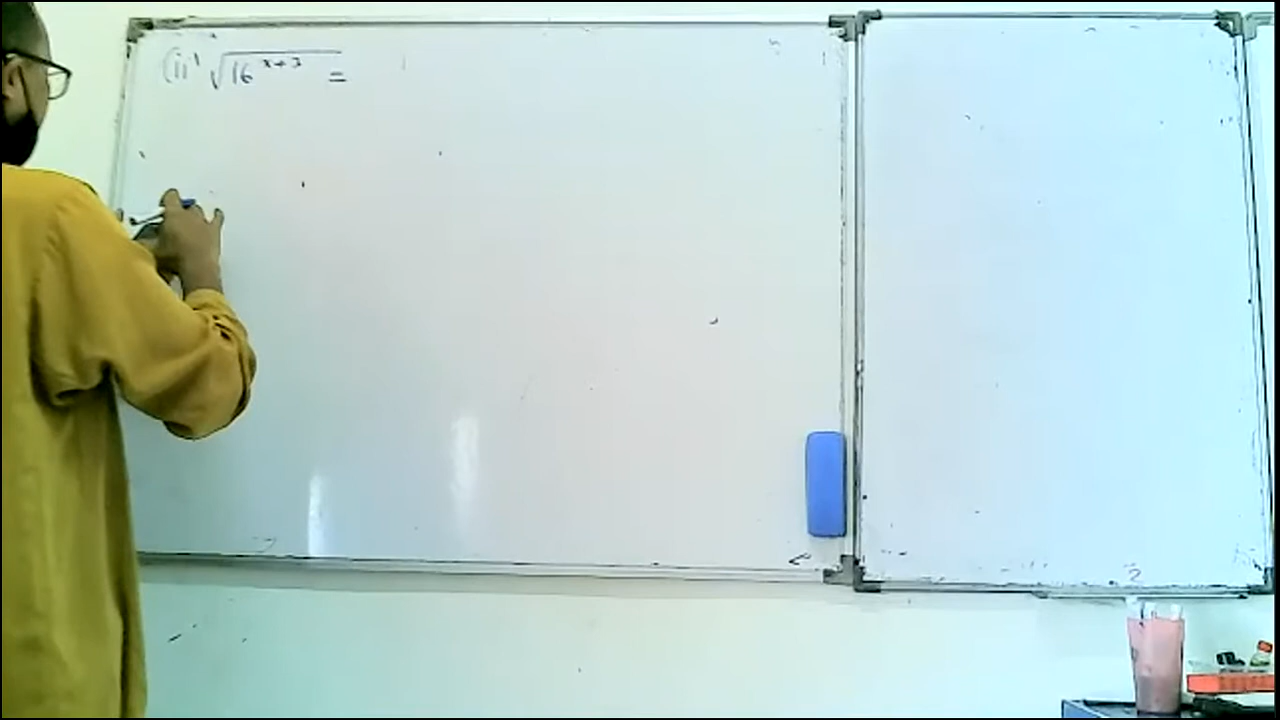 (ii) √16^(x+3) =